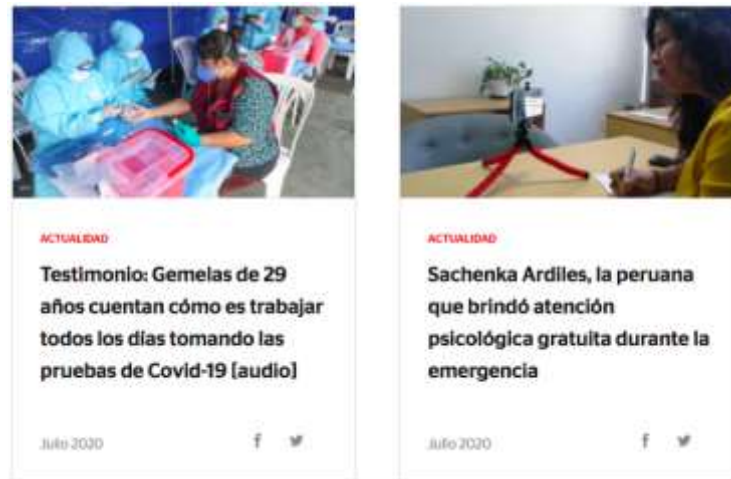 ACTUALIDAD
Testimonio: Gemelas de 29
años cuentan cómo es trabajar
todos los días tomando las
pruebas de Covid-19 [audio]
Julio 2020
ACTUALIDAD
Sachenka Ardiles, la peruana
que brindó atención
psicológica gratuita durante la
emergencia
Julio 2020